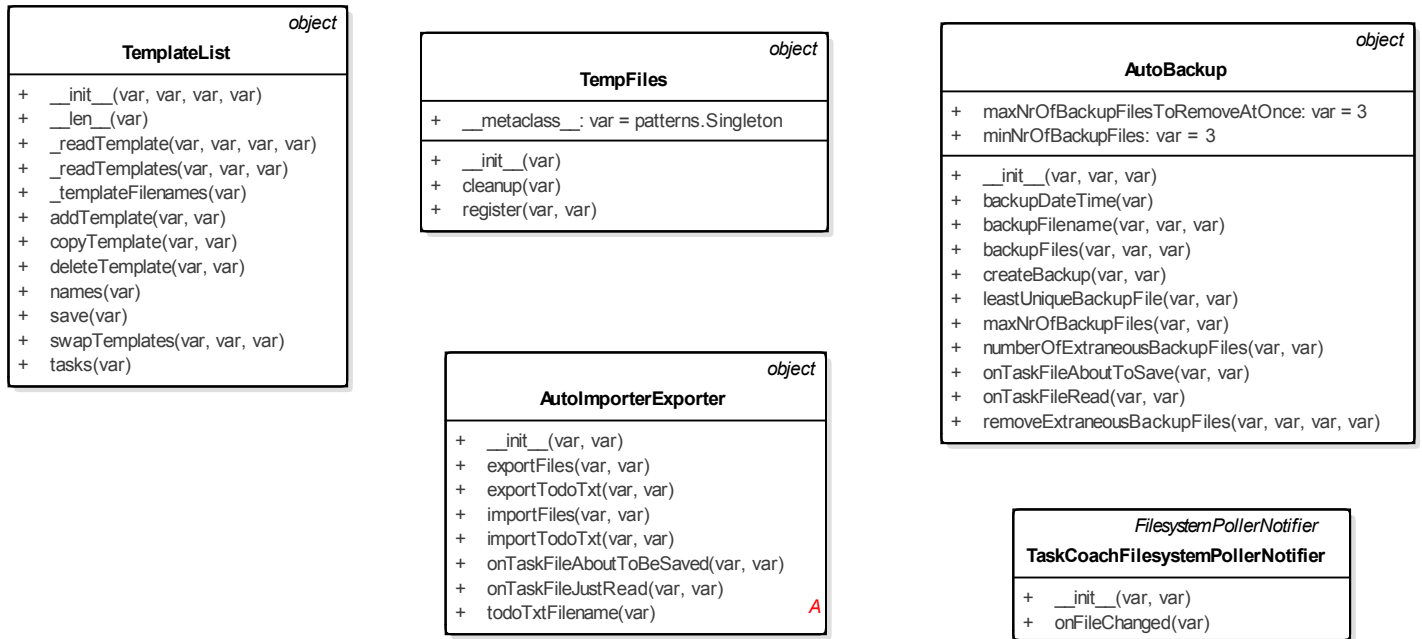 object
TemplateList
+ __init__(var, var, var, var)
+ __len__(var)
+ _readTemplate(var, var, var, var)
+ _readTemplates(var, var, var)
+ _templateFilenames(var)
+ addTemplate(var, var)
+ copyTemplate(var, var)
+ deleteTemplate(var, var)
+ names(var)
+ save(var)
+ swapTemplates(var, var, var)
+ tasks(var)
object
TempFiles
+ __metaclass__: var = patterns.Singleton
+ __init__(var)
+ cleanup(var)
+ register(var, var)
object
AutoBackup
+ maxNrOfBackupFilesToRemoveAtOnce: var = 3
+ minNrOfBackupFiles: var = 3
+ __init__(var, var, var)
+ backupDateTime(var)
+ backupFilename(var, var, var)
+ backupFiles(var, var, var)
+ createBackup(var, var)
+ leastUniqueBackupFile(var, var)
+ maxNrOfBackupFiles(var, var)
+ numberOfExtraneousBackupFiles(var, var)
+ onTaskFileAboutToSave(var, var)
+ onTaskFileRead(var, var)
+ removeExtraneousBackupFiles(var, var, var, var)
object
AutoImporterExporter
+ __init__(var, var)
+ exportFiles(var, var)
+ exportTodoTxt(var, var)
+ importFiles(var, var)
+ importTodoTxt(var, var)
+ onTaskFileAboutToBeSaved(var, var)
+ onTaskFileJustRead(var, var)
+ todoTxtFilename(var) A
FilesystemPollerNotifier
TaskCoachFilesystemPollerNotifier
+ __init__(var, var)
+ onFileChanged(var)